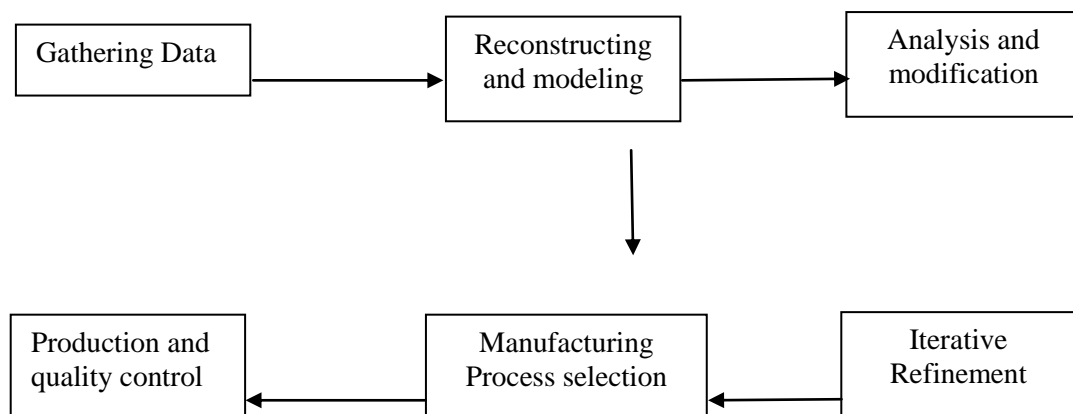 Gathering Data
Reconstructing
and modeling
Analysis and
modification
Production and
quality control
Manufacturing
Process selection
Iterative
Refinement